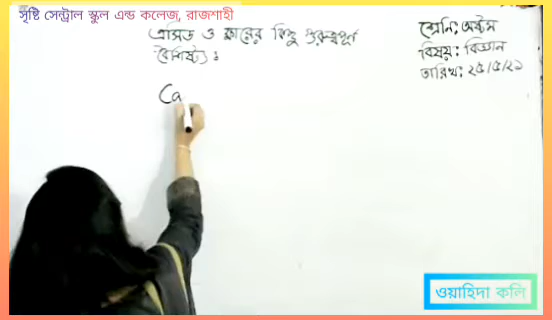 সৃষ্টি সেন্ট্রাল স্কুল এন্ড কলেজ, রাজশাহী
এসিড ও ক্ষারের কিছু গুরুত্বপূর্ণ
বৈশিষ্ট্য :
শ্রেনি: অষ্টম
বিষয়: বিজ্ঞান
তারিখ: ২৫/৫/২১
Ca
ওয়াহিদা কলি